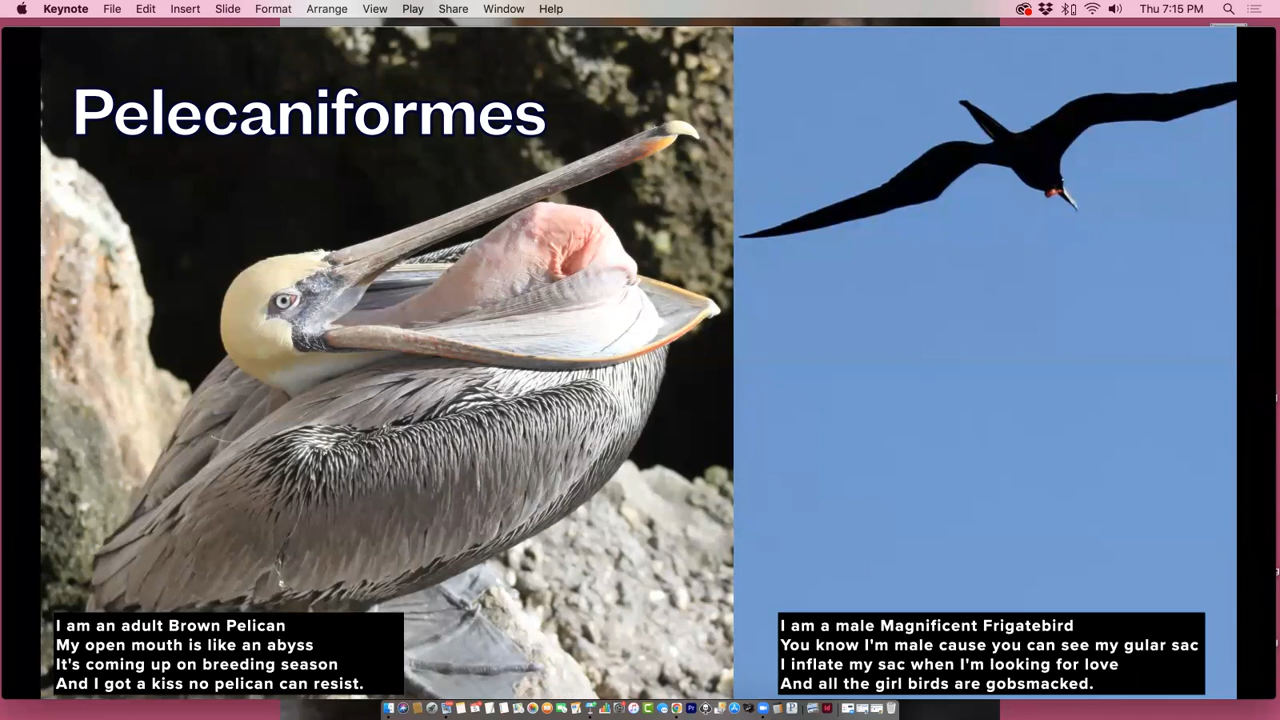 Keynote File Edit Insert Slide Format Arrange View Play Share Window Help Thu 7:15 PM
Pelecaniformes
I am an adult Brown Pelican
My open mouth is like an abyss
It's coming up on breeding season
And I got a kiss no pelican can resist.
I am a male Magnificent Frigatebird
You know I'm male cause you can see my gular sac
I inflate my sac when I'm looking for love
And all the girl birds are gobsmacked.